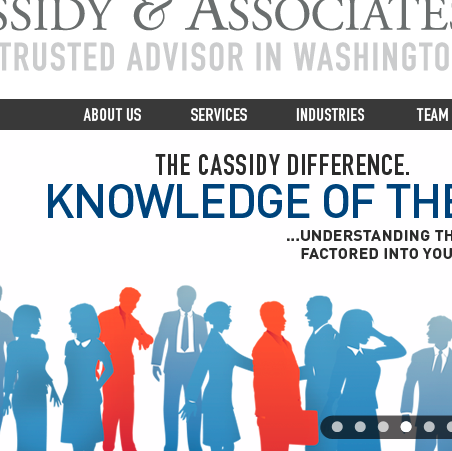 SSIDY & ASSOCIATES
TRUSTED ADVISOR IN WASHINGTO
ABOUT US SERVICES INDUSTRIES TEAM
THE CASSIDY DIFFERENCE.
KNOWLEDGE OF THE
...UNDERSTANDING TH
FACTORED INTO YOU